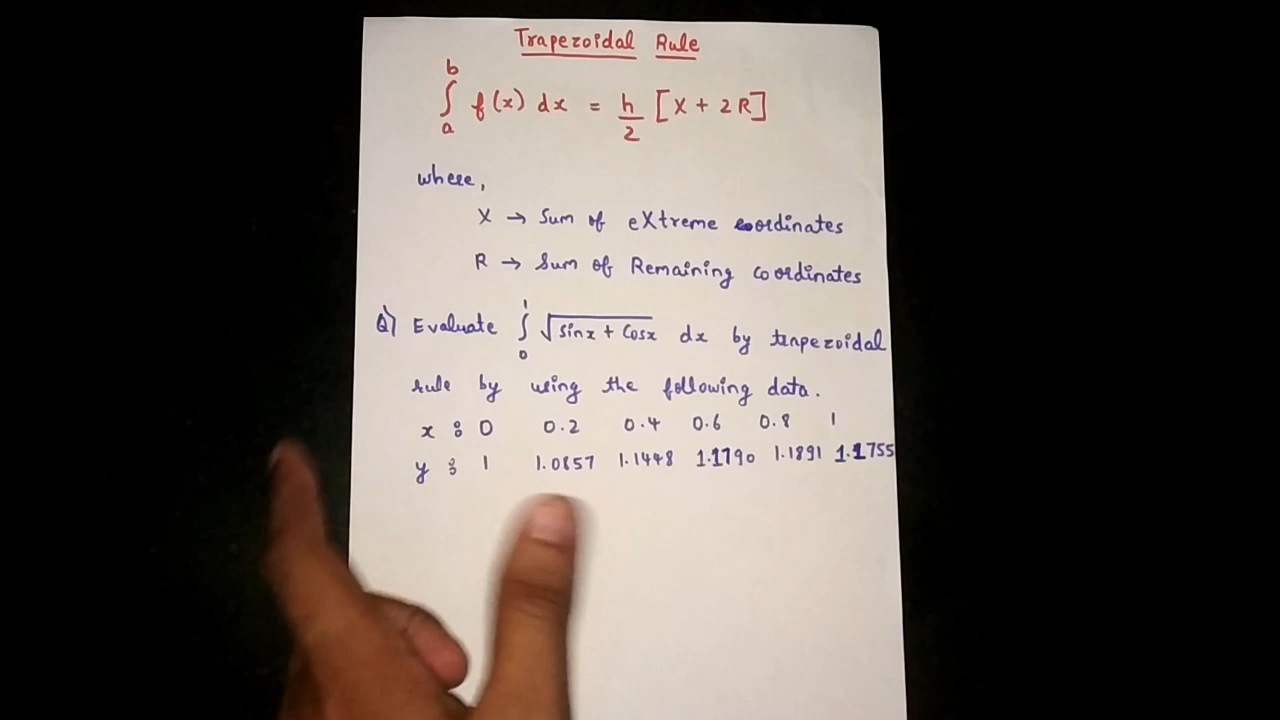 Trapezoidal Rule
b
∫ f(x) dx = h/2 [X + 2R]
a
where,
X → Sum of eXtreme coordinates
R → Sum of Remaining coordinates
Q) Evaluate ∫₀¹ √sinx + cosx dx by trapezoidal
rule by using the following data.
x : 0 0.2 0.4 0.6 0.8 1
y : 1 1.0857 1.1448 1.1790 1.1891 1.1755